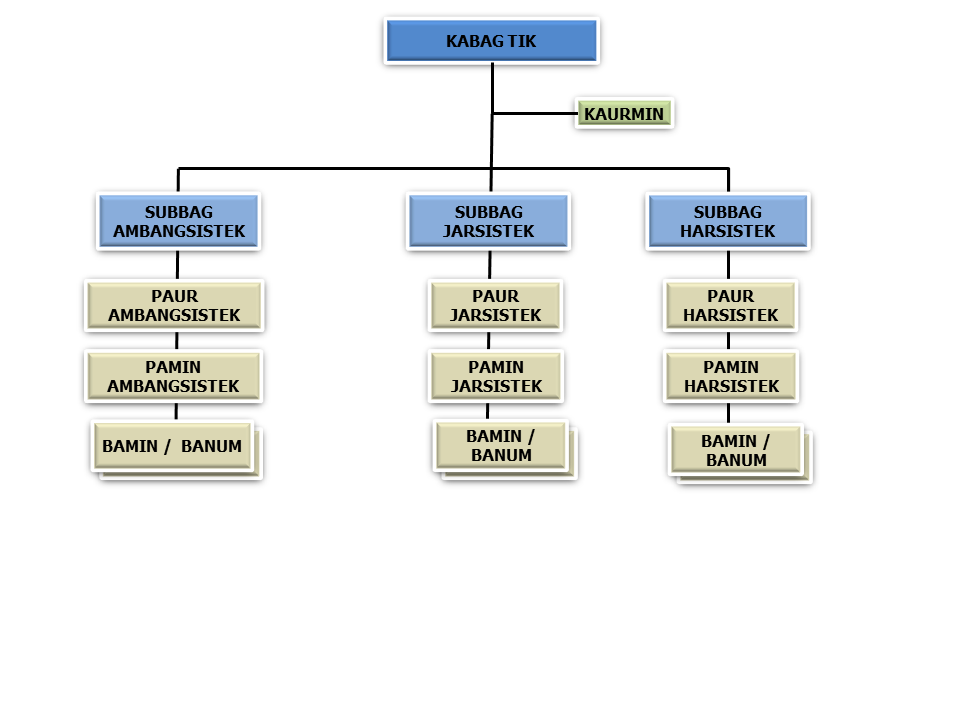 KABAG TIK
KAURMIN
SUBBAG
AMBANGSISTEK
SUBBAG
JARSISTEK
SUBBAG
HARSISTEK
PAUR
AMBANGSISTEK
PAUR
JARSISTEK
PAUR
HARSISTEK
PAMIN
AMBANGSISTEK
PAMIN
JARSISTEK
PAMIN
HARSISTEK
BAMIN / BANUM
BAMIN /
BANUM
BAMIN /
BANUM